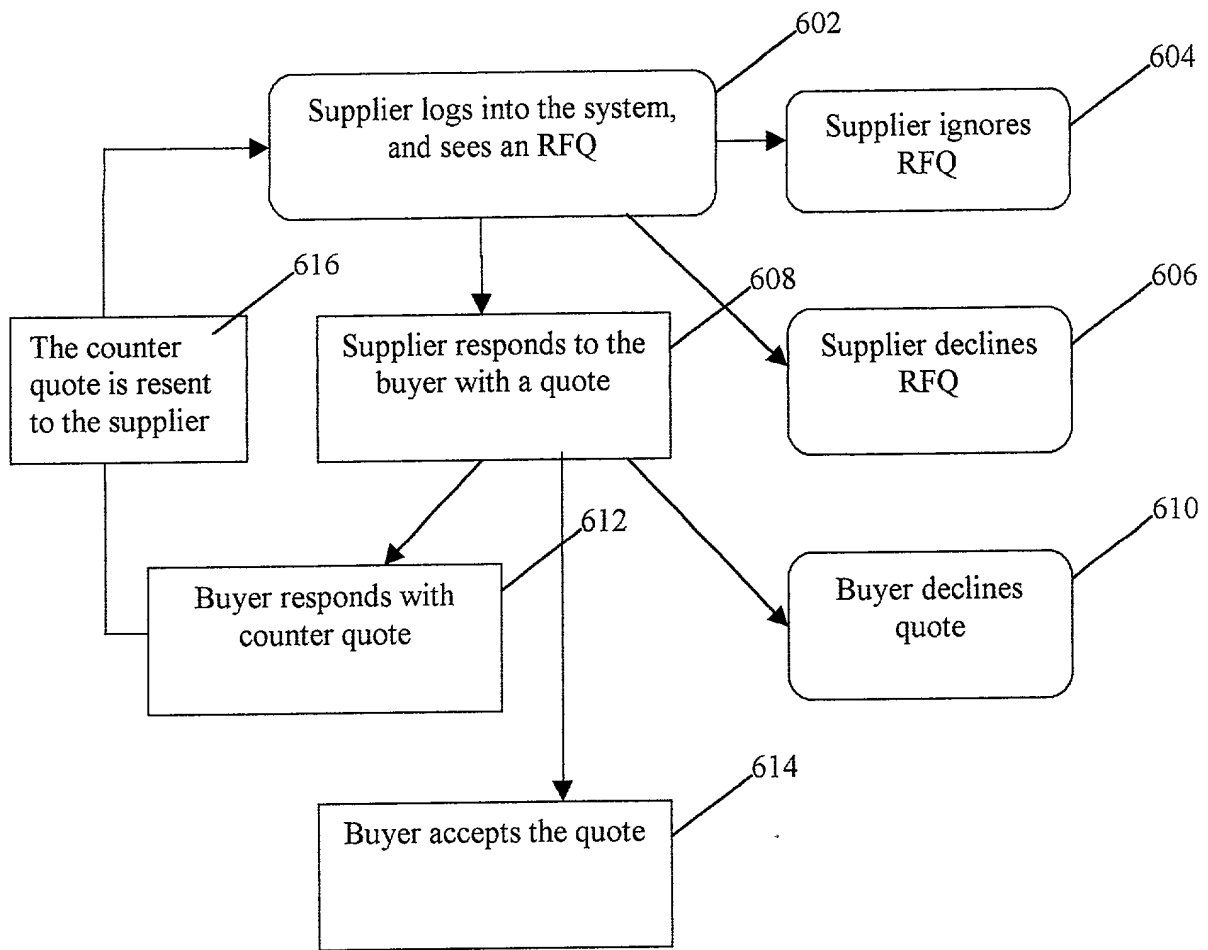 602
Supplier logs into the system,
and sees an RFQ
604
Supplier ignores
RFQ
616
The counter
quote is resent
to the supplier
608
Supplier responds to the
buyer with a quote
606
Supplier declines
RFQ
612
Buyer responds with
counter quote
610
Buyer declines
quote
614
Buyer accepts the quote